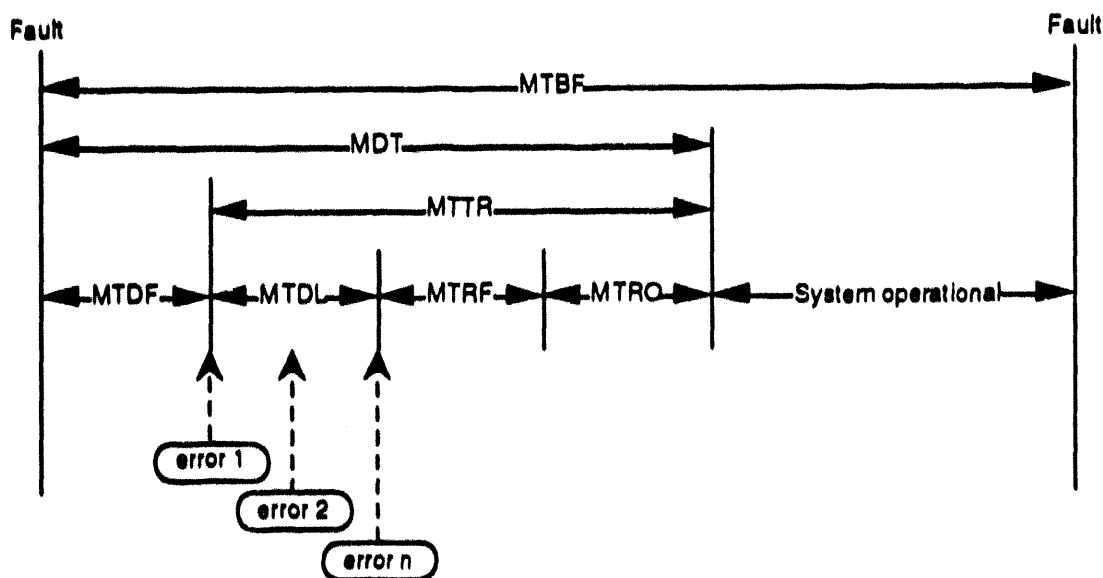 Fault
Fault
MTBF
MDT
MTTR
MTDF MTDL MTRF MTRO System operational
error 1
error 2
error n